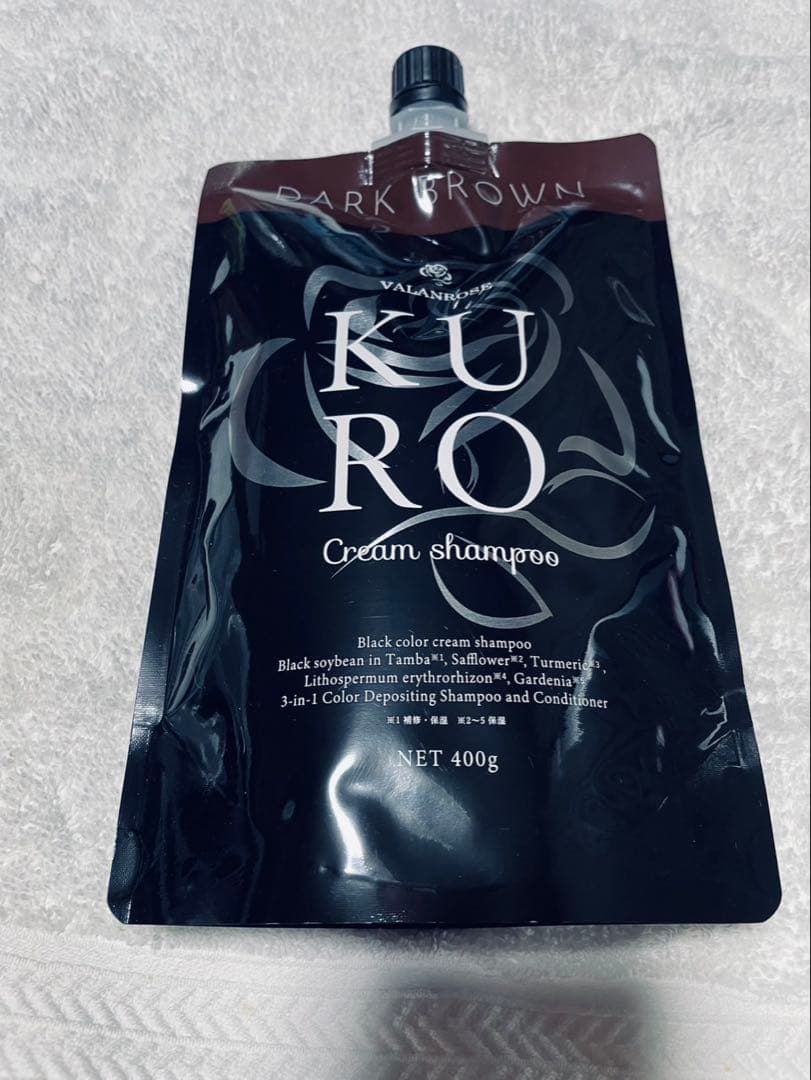 DARK BROWN
VALANROSE
KU
RO
Cream shampoo
Black color cream shampoo
Black soybean in Tamba※1, Safflower※2, Turmeric※3,
Lithospermum erythrorhizon※4, Gardenia※5
3-in-1 Color Depositing Shampoo and Conditioner
※1 補修・保湿 ※2〜5 保湿
NET 400g